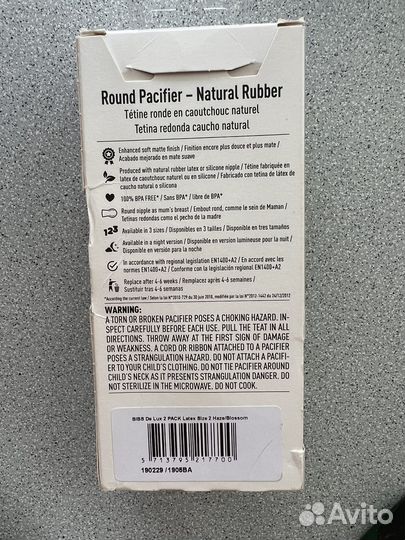 Round Pacifier – Natural Rubber
Tétine ronde en caoutchouc naturel
Tetina redonda caucho natural
Enhanced soft matte finish / Finition encore plus douce et plus mate /
Acabado mejorado en mate suave
Produced with natural rubber latex or silicone nipple / Tétine fabriquée en
latex de caoutchouc naturel ou en silicone / Fabricado con tetina de látex de
caucho natural o silicona
100% BPA FREE* / Sans BPA* / libre de BPA*
Round nipple as mum's breast / Embout rond, comme le sein de Maman /
Tetinas redondas como el pecho de la madre
123 Available in 3 sizes / Disponibles en 3 tailles / Disponibles en tres tamaños
Available in a night version / Disponibles en version lumineuse pour la nuit /
Disponibles en versión para la noche
In accordance with regional legislation EN1400+A2 / En accord avec les
normes EN1400+A2 / Conforme con la legislación regional EN1400+A2
Replace after 4-6 weeks / Remplacez après 4-6 semaines /
Sustituir tras 4-6 semanas
WARNING:
A TORN OR BROKEN PACIFIER POSES A CHOKING HAZARD. IN-
SPECT CAREFULLY BEFORE EACH USE. PULL THE TEAT IN ALL
DIRECTIONS. THROW AWAY AT THE FIRST SIGN OF DAMAGE
OR WEAKNESS. A CORD OR RIBBON ATTACHED TO A PACIFIER
POSES A STRANGULATION HAZARD. DO NOT ATTACH A PACIFI-
ER TO YOUR CHILD'S CLOTHING. DO NOT TIE PACIFIER AROUND
CHILD'S NECK AS IT PRESENTS STRANGULATION DANGER. DO
NOT STERILIZE IN THE MICROWAVE. DO NOT COOK.
BIBS De Lux 2 PACK Latex Size 2 Haze/Blossom
5 713795 217700
190229 / 1905BA
Avito